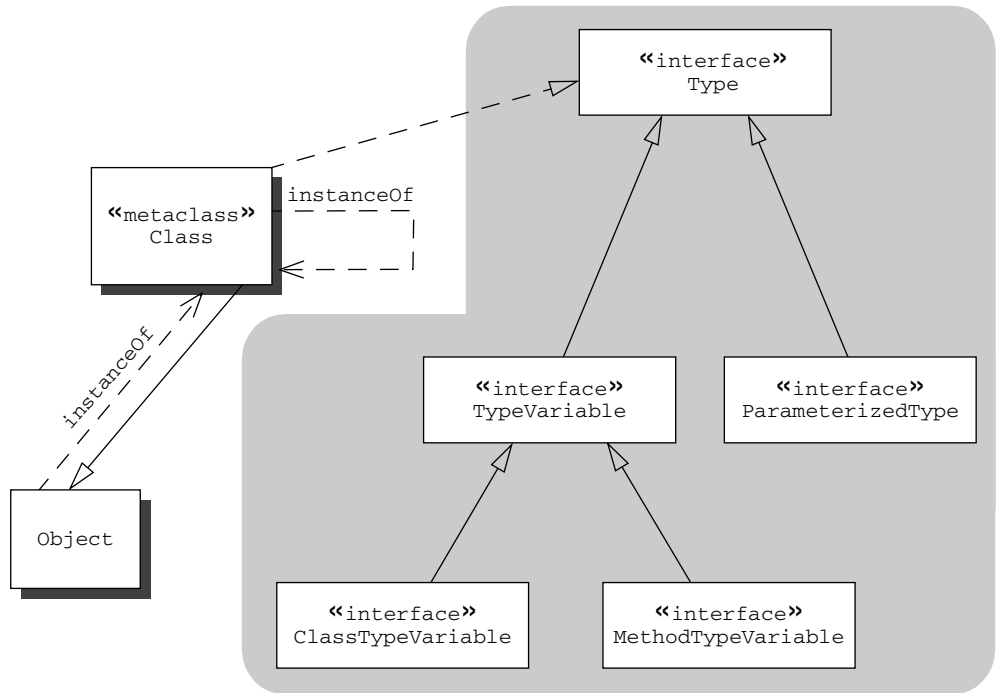 «interface»
Type
«metaclass»
Class
instanceOf
instanceOf
«interface»
TypeVariable
«interface»
ParameterizedType
Object
«interface»
ClassTypeVariable
«interface»
MethodTypeVariable